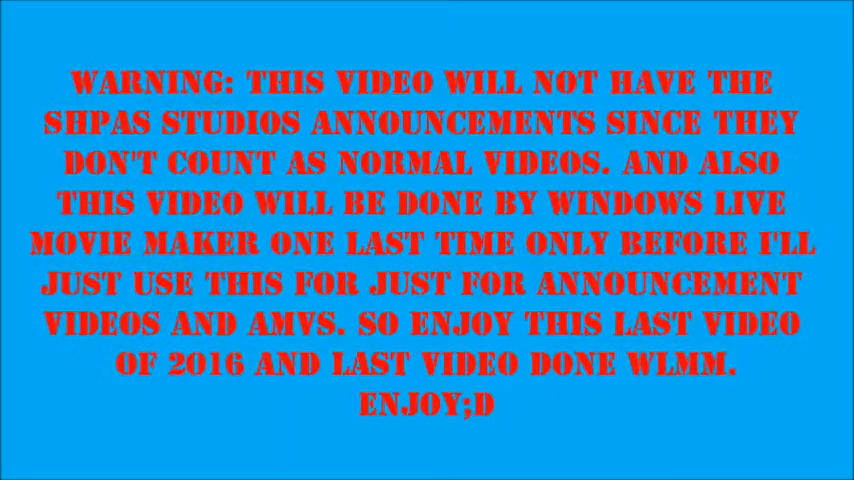 WARNING: THIS VIDEO WILL NOT HAVE THE
SHPAS STUDIOS ANNOUNCEMENTS SINCE THEY
DON'T COUNT AS NORMAL VIDEOS. AND ALSO
THIS VIDEO WILL BE DONE BY WINDOWS LIVE
MOVIE MAKER ONE LAST TIME ONLY BEFORE I'LL
JUST USE THIS FOR JUST FOR ANNOUNCEMENT
VIDEOS AND AMVS. SO ENJOY THIS LAST VIDEO
OF 2016 AND LAST VIDEO DONE WLMM.
ENJOY;D